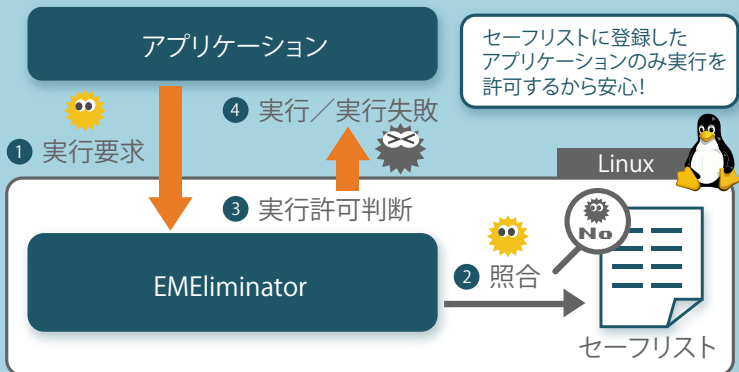 アプリケーション
セーフリストに登録した
アプリケーションのみ実行を
許可するから安心!
1 実行要求
4 実行／実行失敗
Linux
3 実行許可判断
No
EMEliminator
2 照合
セーフリスト